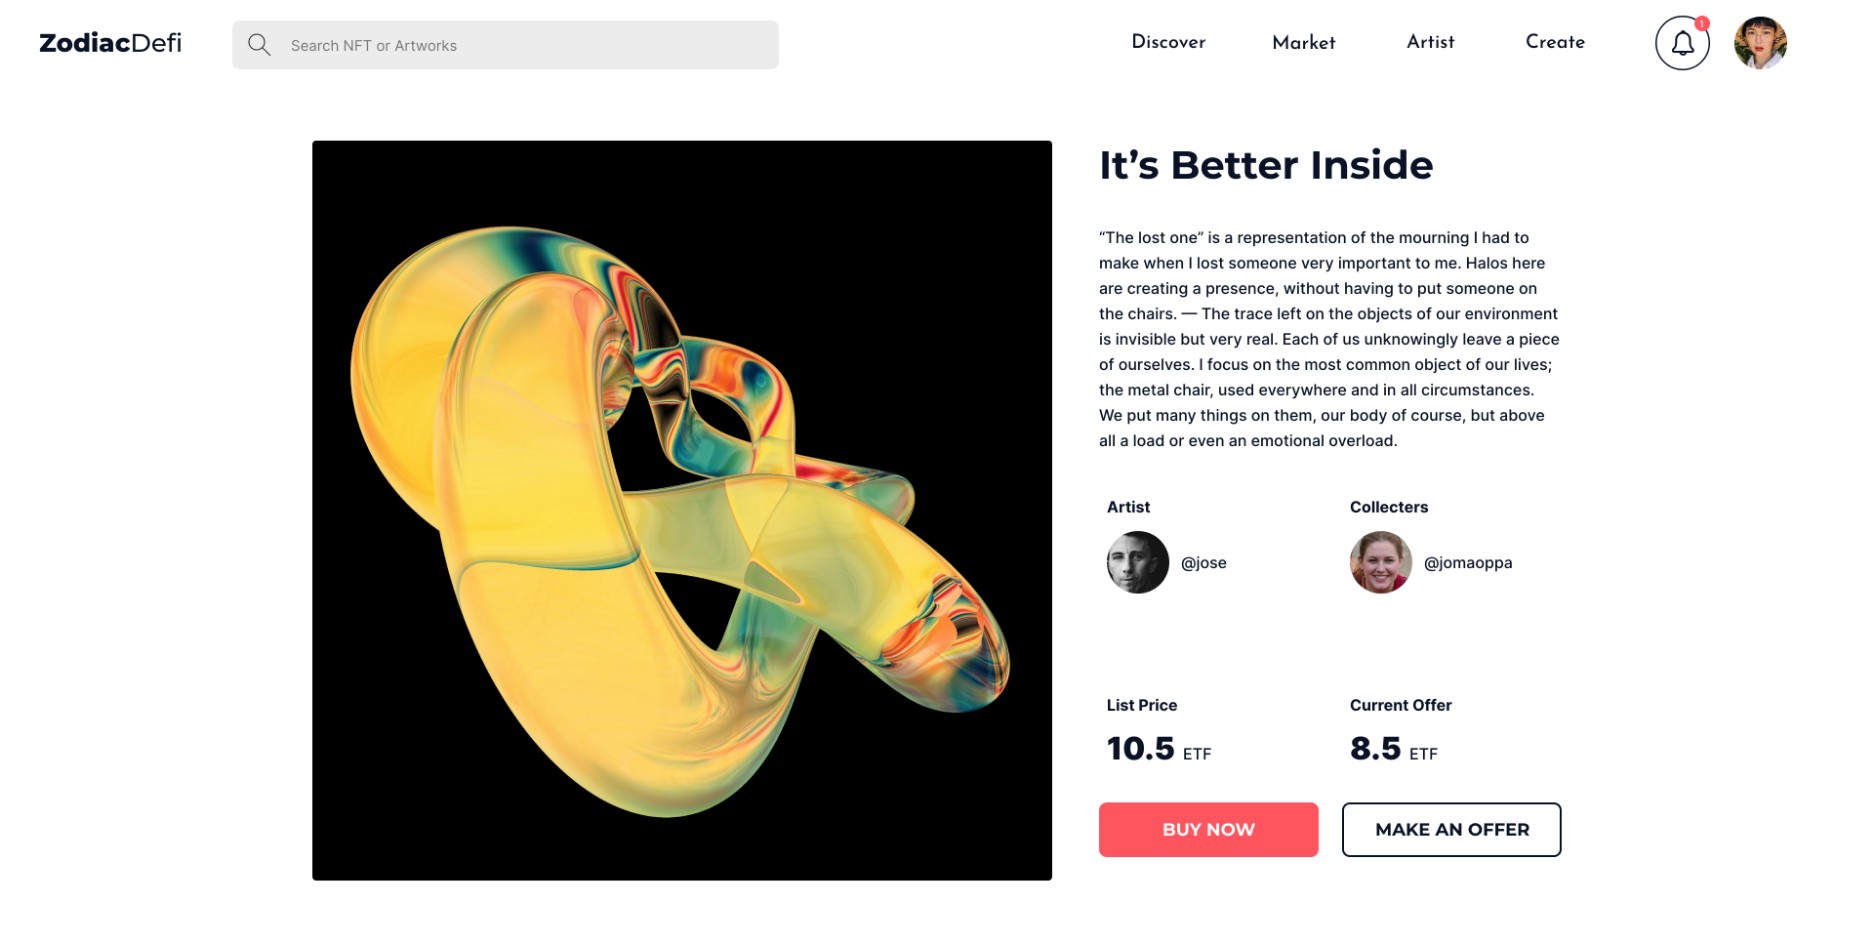 ZodiacDefi
Search NFT or Artworks
Discover
Market
Artist
Create
1
It’s Better Inside
“The lost one” is a representation of the mourning I had to
make when I lost someone very important to me. Halos here
are creating a presence, without having to put someone on
the chairs. — The trace left on the objects of our environment
is invisible but very real. Each of us unknowingly leave a piece
of ourselves. I focus on the most common object of our lives;
the metal chair, used everywhere and in all circumstances.
We put many things on them, our body of course, but above
all a load or even an emotional overload.
Artist
Collecters
@jose
@jomaoppa
List Price
Current Offer
10.5 ETF
8.5 ETF
BUY NOW
MAKE AN OFFER